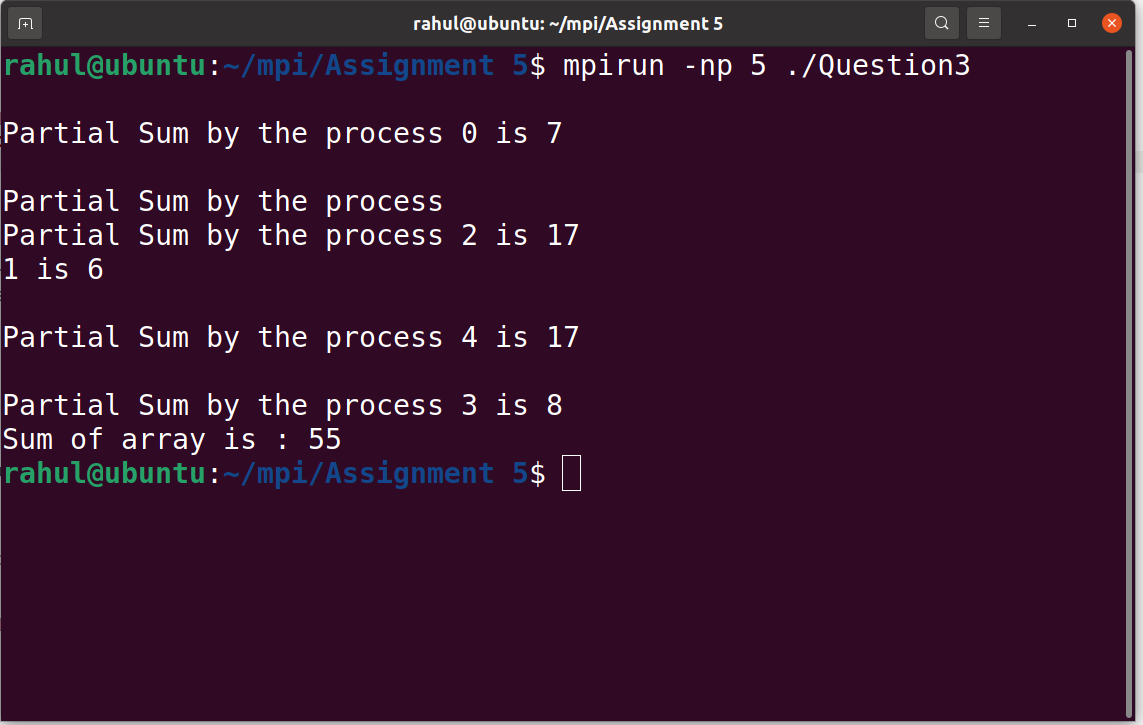 rahul@ubuntu: ~/mpi/Assignment 5
rahul@ubuntu:~/mpi/Assignment 5$ mpirun -np 5 ./Question3
Partial Sum by the process 0 is 7
Partial Sum by the process
Partial Sum by the process 2 is 17
1 is 6
Partial Sum by the process 4 is 17
Partial Sum by the process 3 is 8
Sum of array is : 55
rahul@ubuntu:~/mpi/Assignment 5$